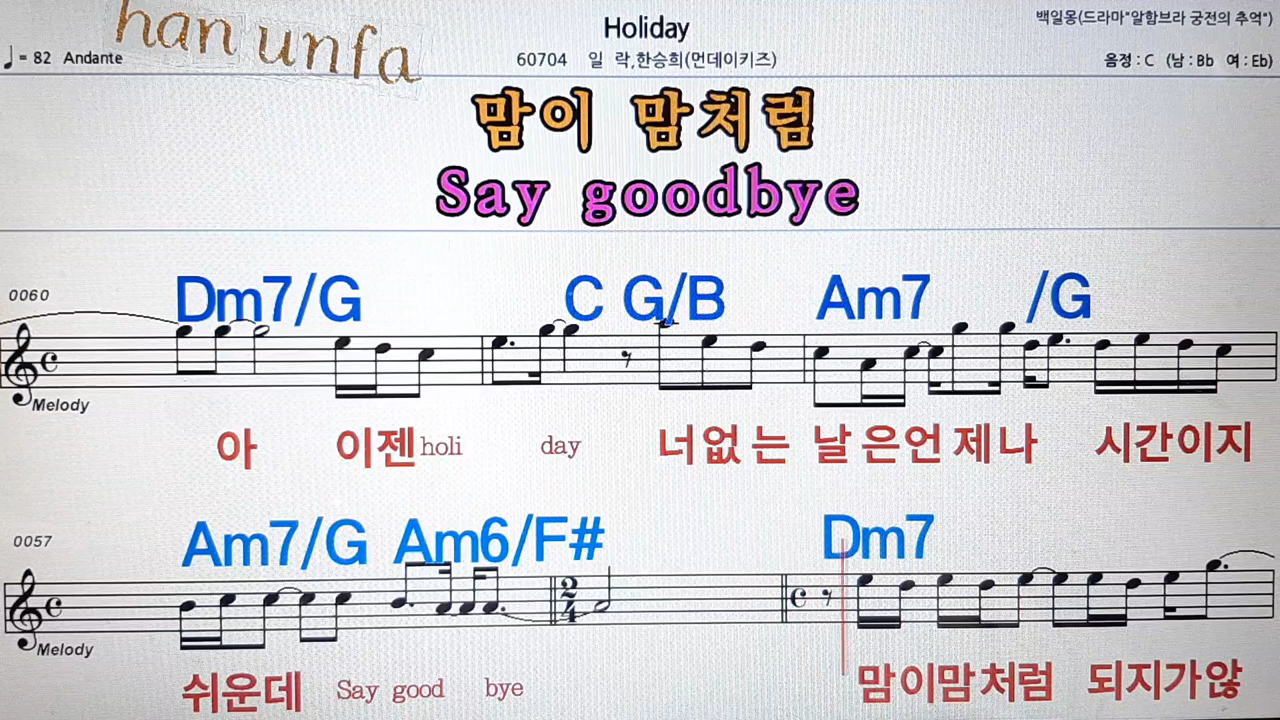 han unfa
Holiday
백일몽(드라마"알함브라 궁전의 추억")
♩= 82 Andante
60704 일 락,한승희(먼데이키즈)
음정 : C (남 : Bb 여 : Eb)
맘이 맘처럼
Say goodbye
Dm7/G C G/B Am7 /G
0060
Melody
아 이젠 holi day 너 없 는 날 은 언 제 나 시간이지
Am7/G Am6/F# Dm7
0057
2
4
Melody
쉬운데 Say good bye 맘이맘처럼 되지가않